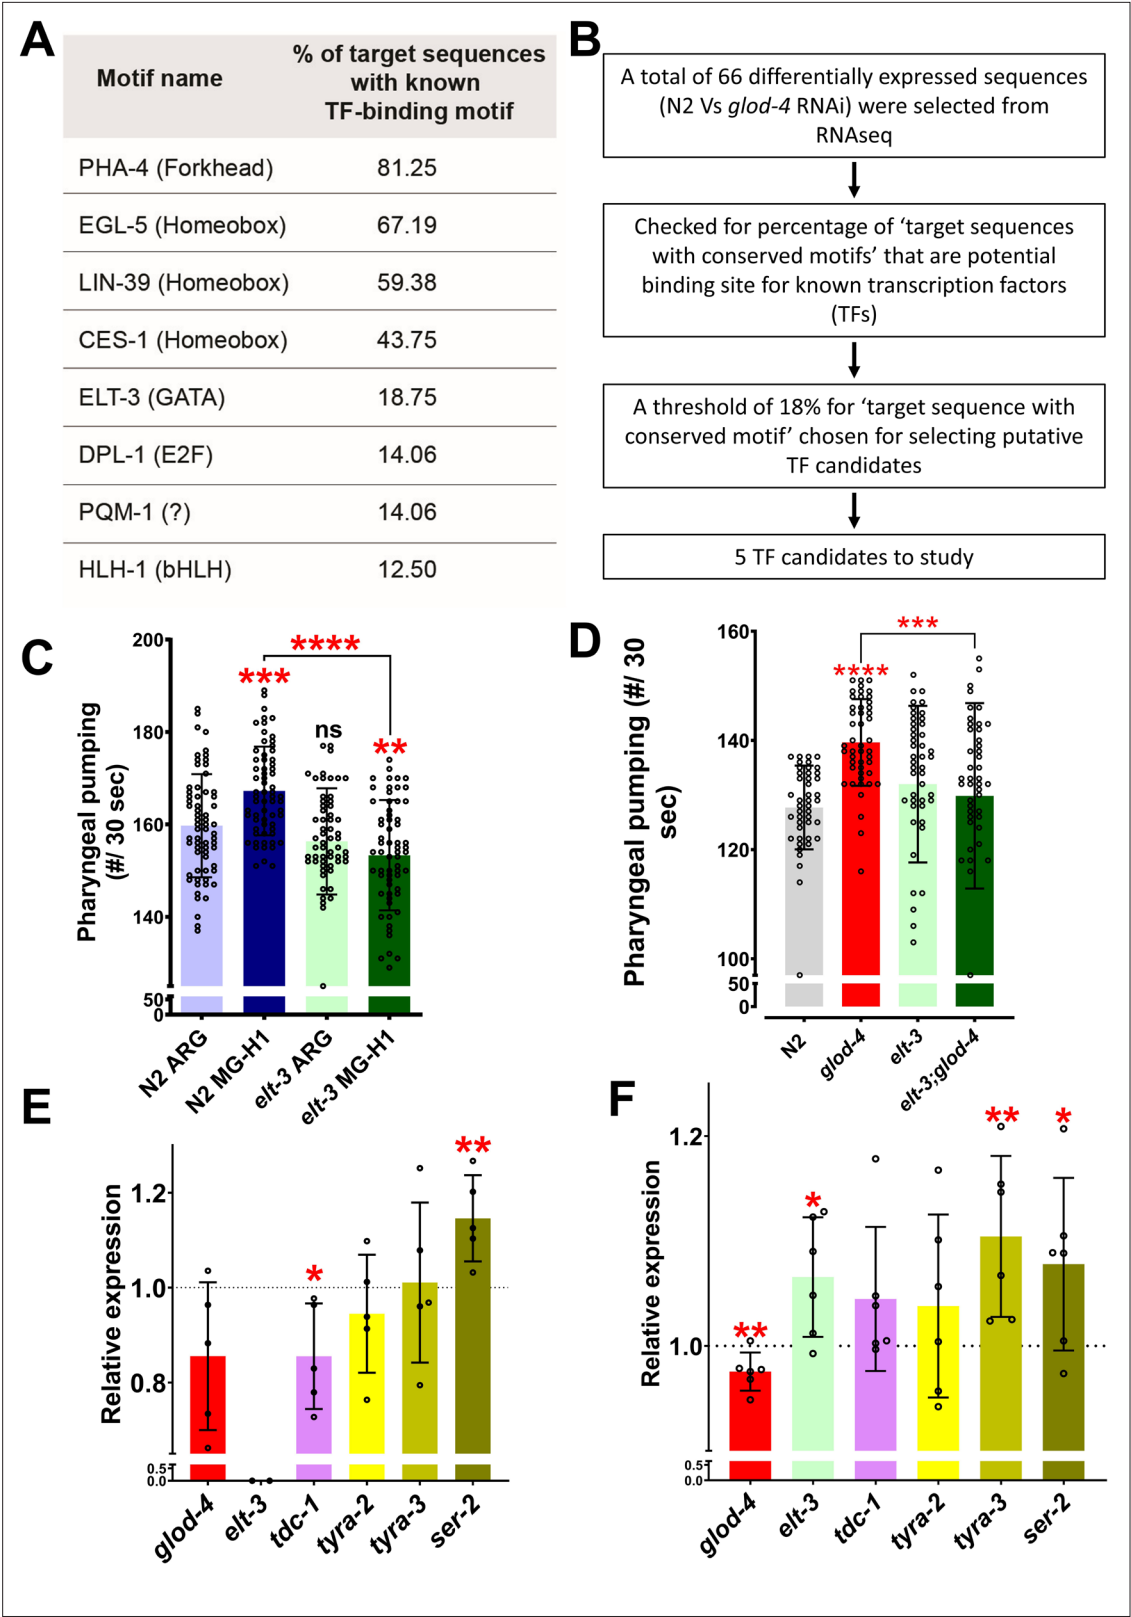 A
Motif name
% of target sequences
with known
TF-binding motif
PHA-4 (Forkhead) 81.25
EGL-5 (Homeobox) 67.19
LIN-39 (Homeobox) 59.38
CES-1 (Homeobox) 43.75
ELT-3 (GATA) 18.75
DPL-1 (E2F) 14.06
PQM-1 (?) 14.06
HLH-1 (bHLH) 12.50
B
A total of 66 differentially expressed sequences
(N2 Vs glod-4 RNAi) were selected from
RNAseq
Checked for percentage of ‘target sequences
with conserved motifs’ that are potential
binding site for known transcription factors
(TFs)
A threshold of 18% for ‘target sequence with
conserved motif’ chosen for selecting putative
TF candidates
5 TF candidates to study
C
Pharyngeal pumping
(#/ 30 sec)
200
180
160
140
50
0
***
****
ns
**
N2 ARG
N2 MG-H1
elt-3 ARG
elt-3 MG-H1
D
Pharyngeal pumping (#/ 30
sec)
160
140
120
100
50
0
****
***
N2
glod-4
elt-3
elt-3;glod-4
E
Relative expression
1.2
1.0
0.8
0.5
0.0
*
**
glod-4
elt-3
tdc-1
tyra-2
tyra-3
ser-2
F
Relative expression
1.2
1.0
0.5
0.0
**
*
**
*
glod-4
elt-3
tdc-1
tyra-2
tyra-3
ser-2